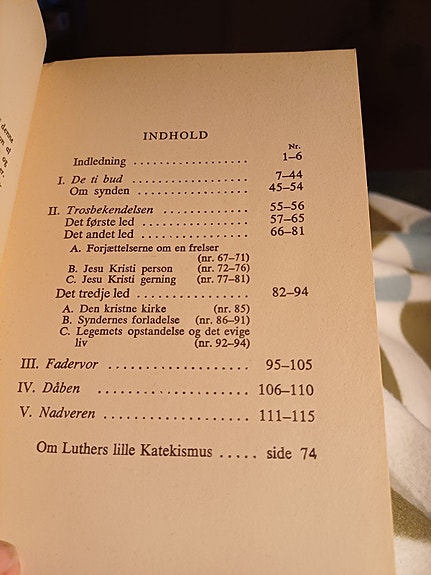 INDHOLD
Nr.
Indledning . . . . . . . . . . . . . . . . . 1–6
I. De ti bud . . . . . . . . . . . . . . . . . 7–44
Om synden . . . . . . . . . . . . . . . . 45–54
II. Trosbekendelsen . . . . . . . . . . . . . 55–56
Det første led . . . . . . . . . . . . . . . 57–65
Det andet led . . . . . . . . . . . . . . . 66–81
A. Forjættelserne om en frelser
(nr. 67–71)
B. Jesu Kristi person (nr. 72–76)
C. Jesu Kristi gerning (nr. 77–81)
Det tredje led . . . . . . . . . . . . . . . . 82–94
A. Den kristne kirke (nr. 85)
B. Syndernes forladelse (nr. 86–91)
C. Legemets opstandelse og det evige
liv (nr. 92–94)
III. Fadervor . . . . . . . . . . . . . . . . . . . 95–105
IV. Dåben . . . . . . . . . . . . . . . . . . . . 106–110
V. Nadveren . . . . . . . . . . . . . . . . . . 111–115
Om Luthers lille Katekismus . . . . . side 74